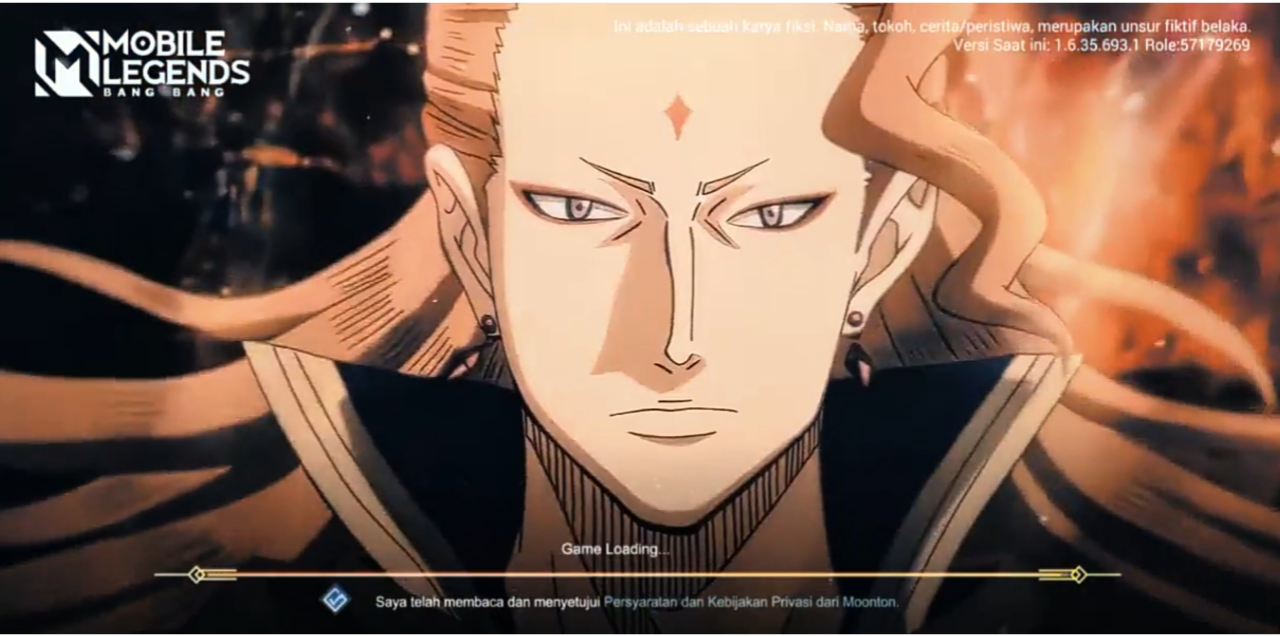 MOBILE
LEGENDS
BANG BANG
Ini adalah sebuah karya fiksi. Nama, tokoh, cerita/peristiwa, merupakan unsur fiktif belaka.
Versi Saat ini: 1.6.35.693.1 Role:57179269
Game Loading...
Saya telah membaca dan menyetujui Persyaratan dan Kebijakan Privasi dari Moonton.